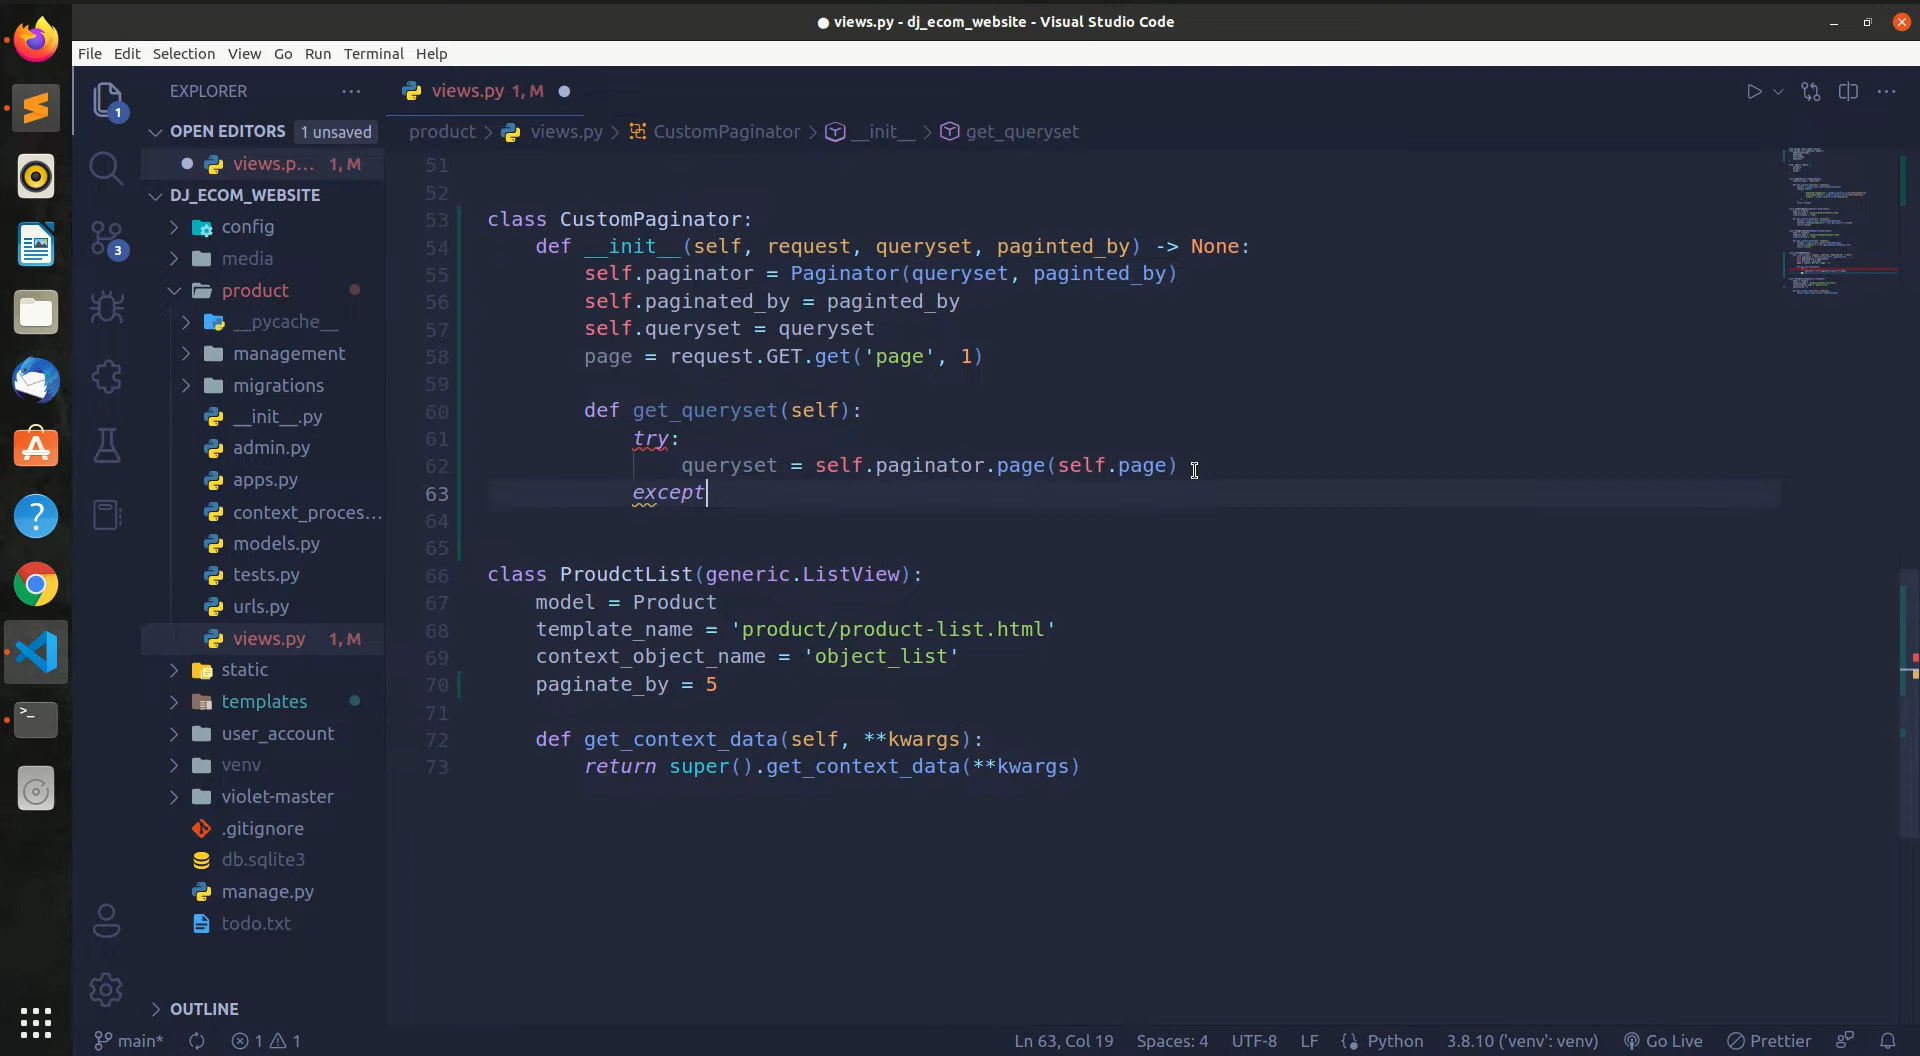 ● views.py - dj_ecom_website - Visual Studio Code
File Edit Selection View Go Run Terminal Help
EXPLORER
OPEN EDITORS 1 unsaved
views.p... 1, M
DJ_ECOM_WEBSITE
config
media
product
__pycache__
management
migrations
__init__.py
admin.py
apps.py
context_proces...
models.py
tests.py
urls.py
views.py 1, M
static
templates
user_account
venv
violet-master
.gitignore
db.sqlite3
manage.py
todo.txt
OUTLINE
1
3
views.py 1, M
product > views.py > CustomPaginator > __init__ > get_queryset
51
52
53 class CustomPaginator:
54 def __init__(self, request, queryset, paginted_by) -> None:
55 self.paginator = Paginator(queryset, paginted_by)
56 self.paginated_by = paginted_by
57 self.queryset = queryset
58 page = request.GET.get('page', 1)
59
60 def get_queryset(self):
61 try:
62 queryset = self.paginator.page(self.page)
63 except
64
65
66 class ProudctList(generic.ListView):
67 model = Product
68 template_name = 'product/product-list.html'
69 context_object_name = 'object_list'
70 paginate_by = 5
71
72 def get_context_data(self, **kwargs):
73 return super().get_context_data(**kwargs)
main* 1 1 Ln 63, Col 19 Spaces: 4 UTF-8 LF Python 3.8.10 ('venv': venv) Go Live Prettier